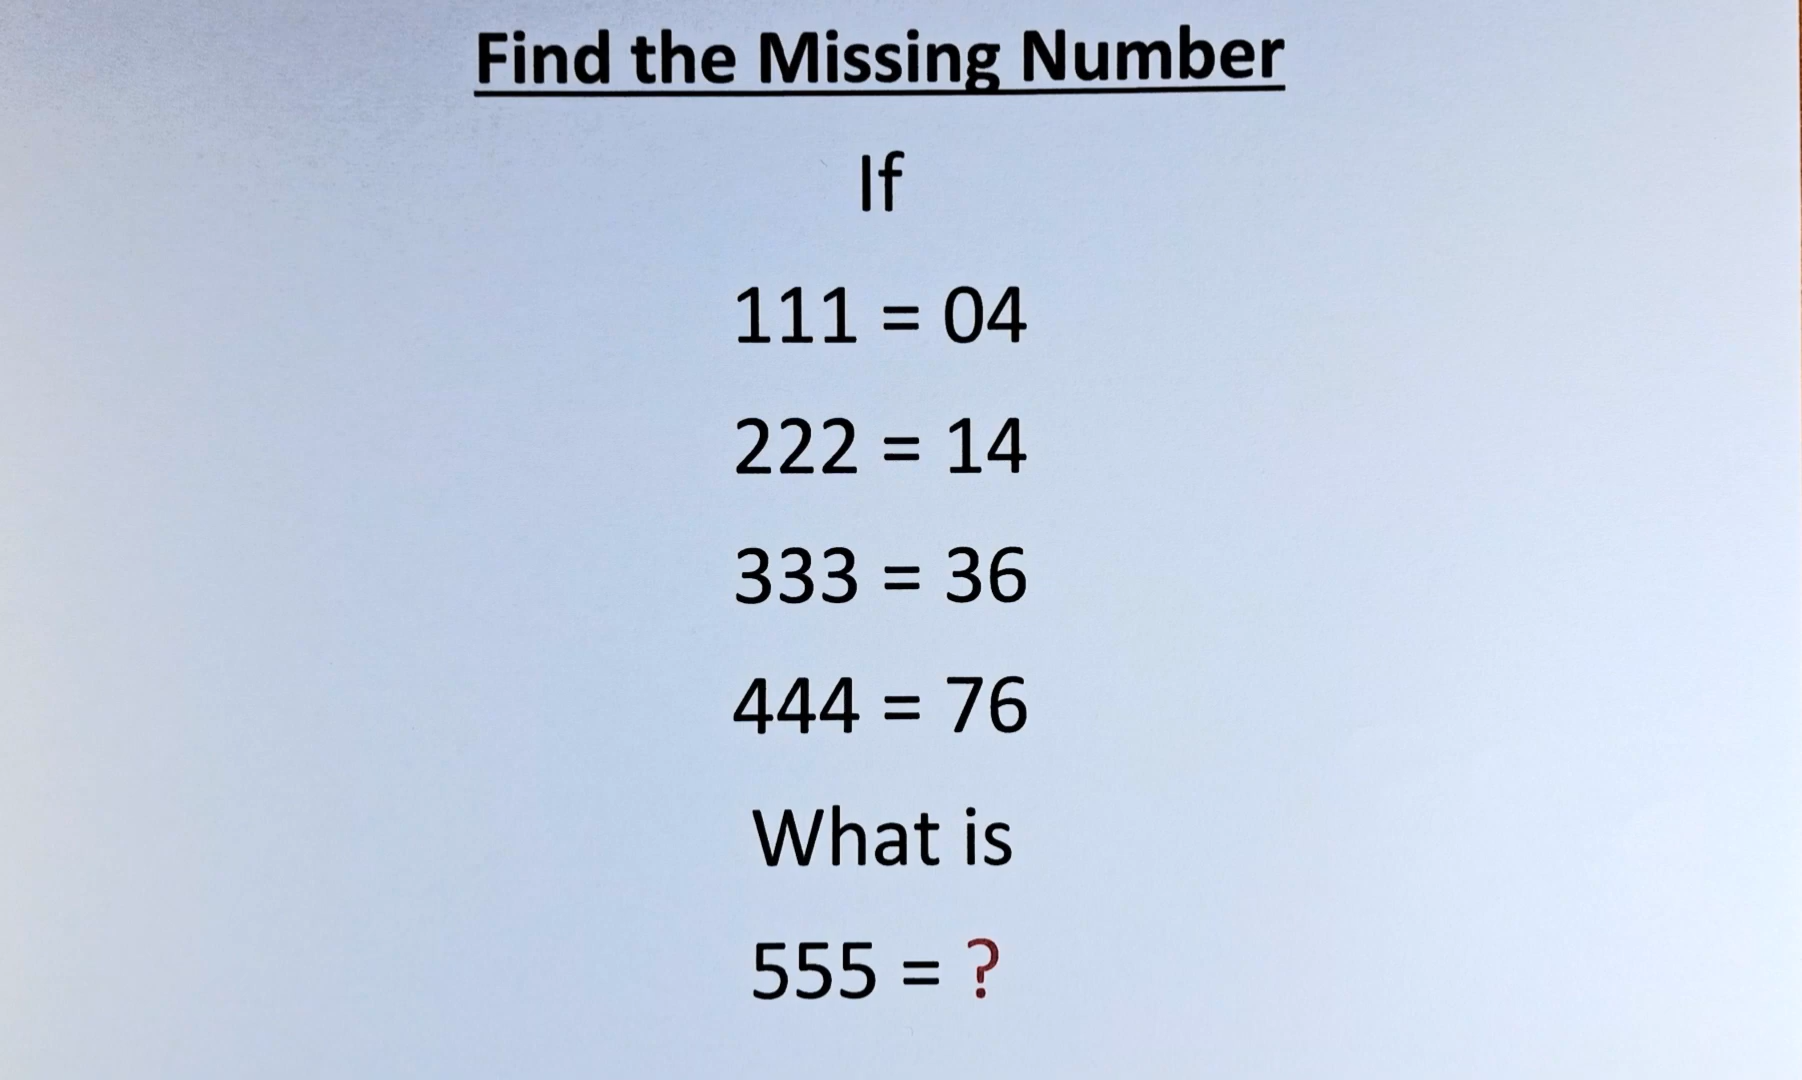 Find the Missing Number
If
111 = 04
222 = 14
333 = 36
444 = 76
What is
555 = ?